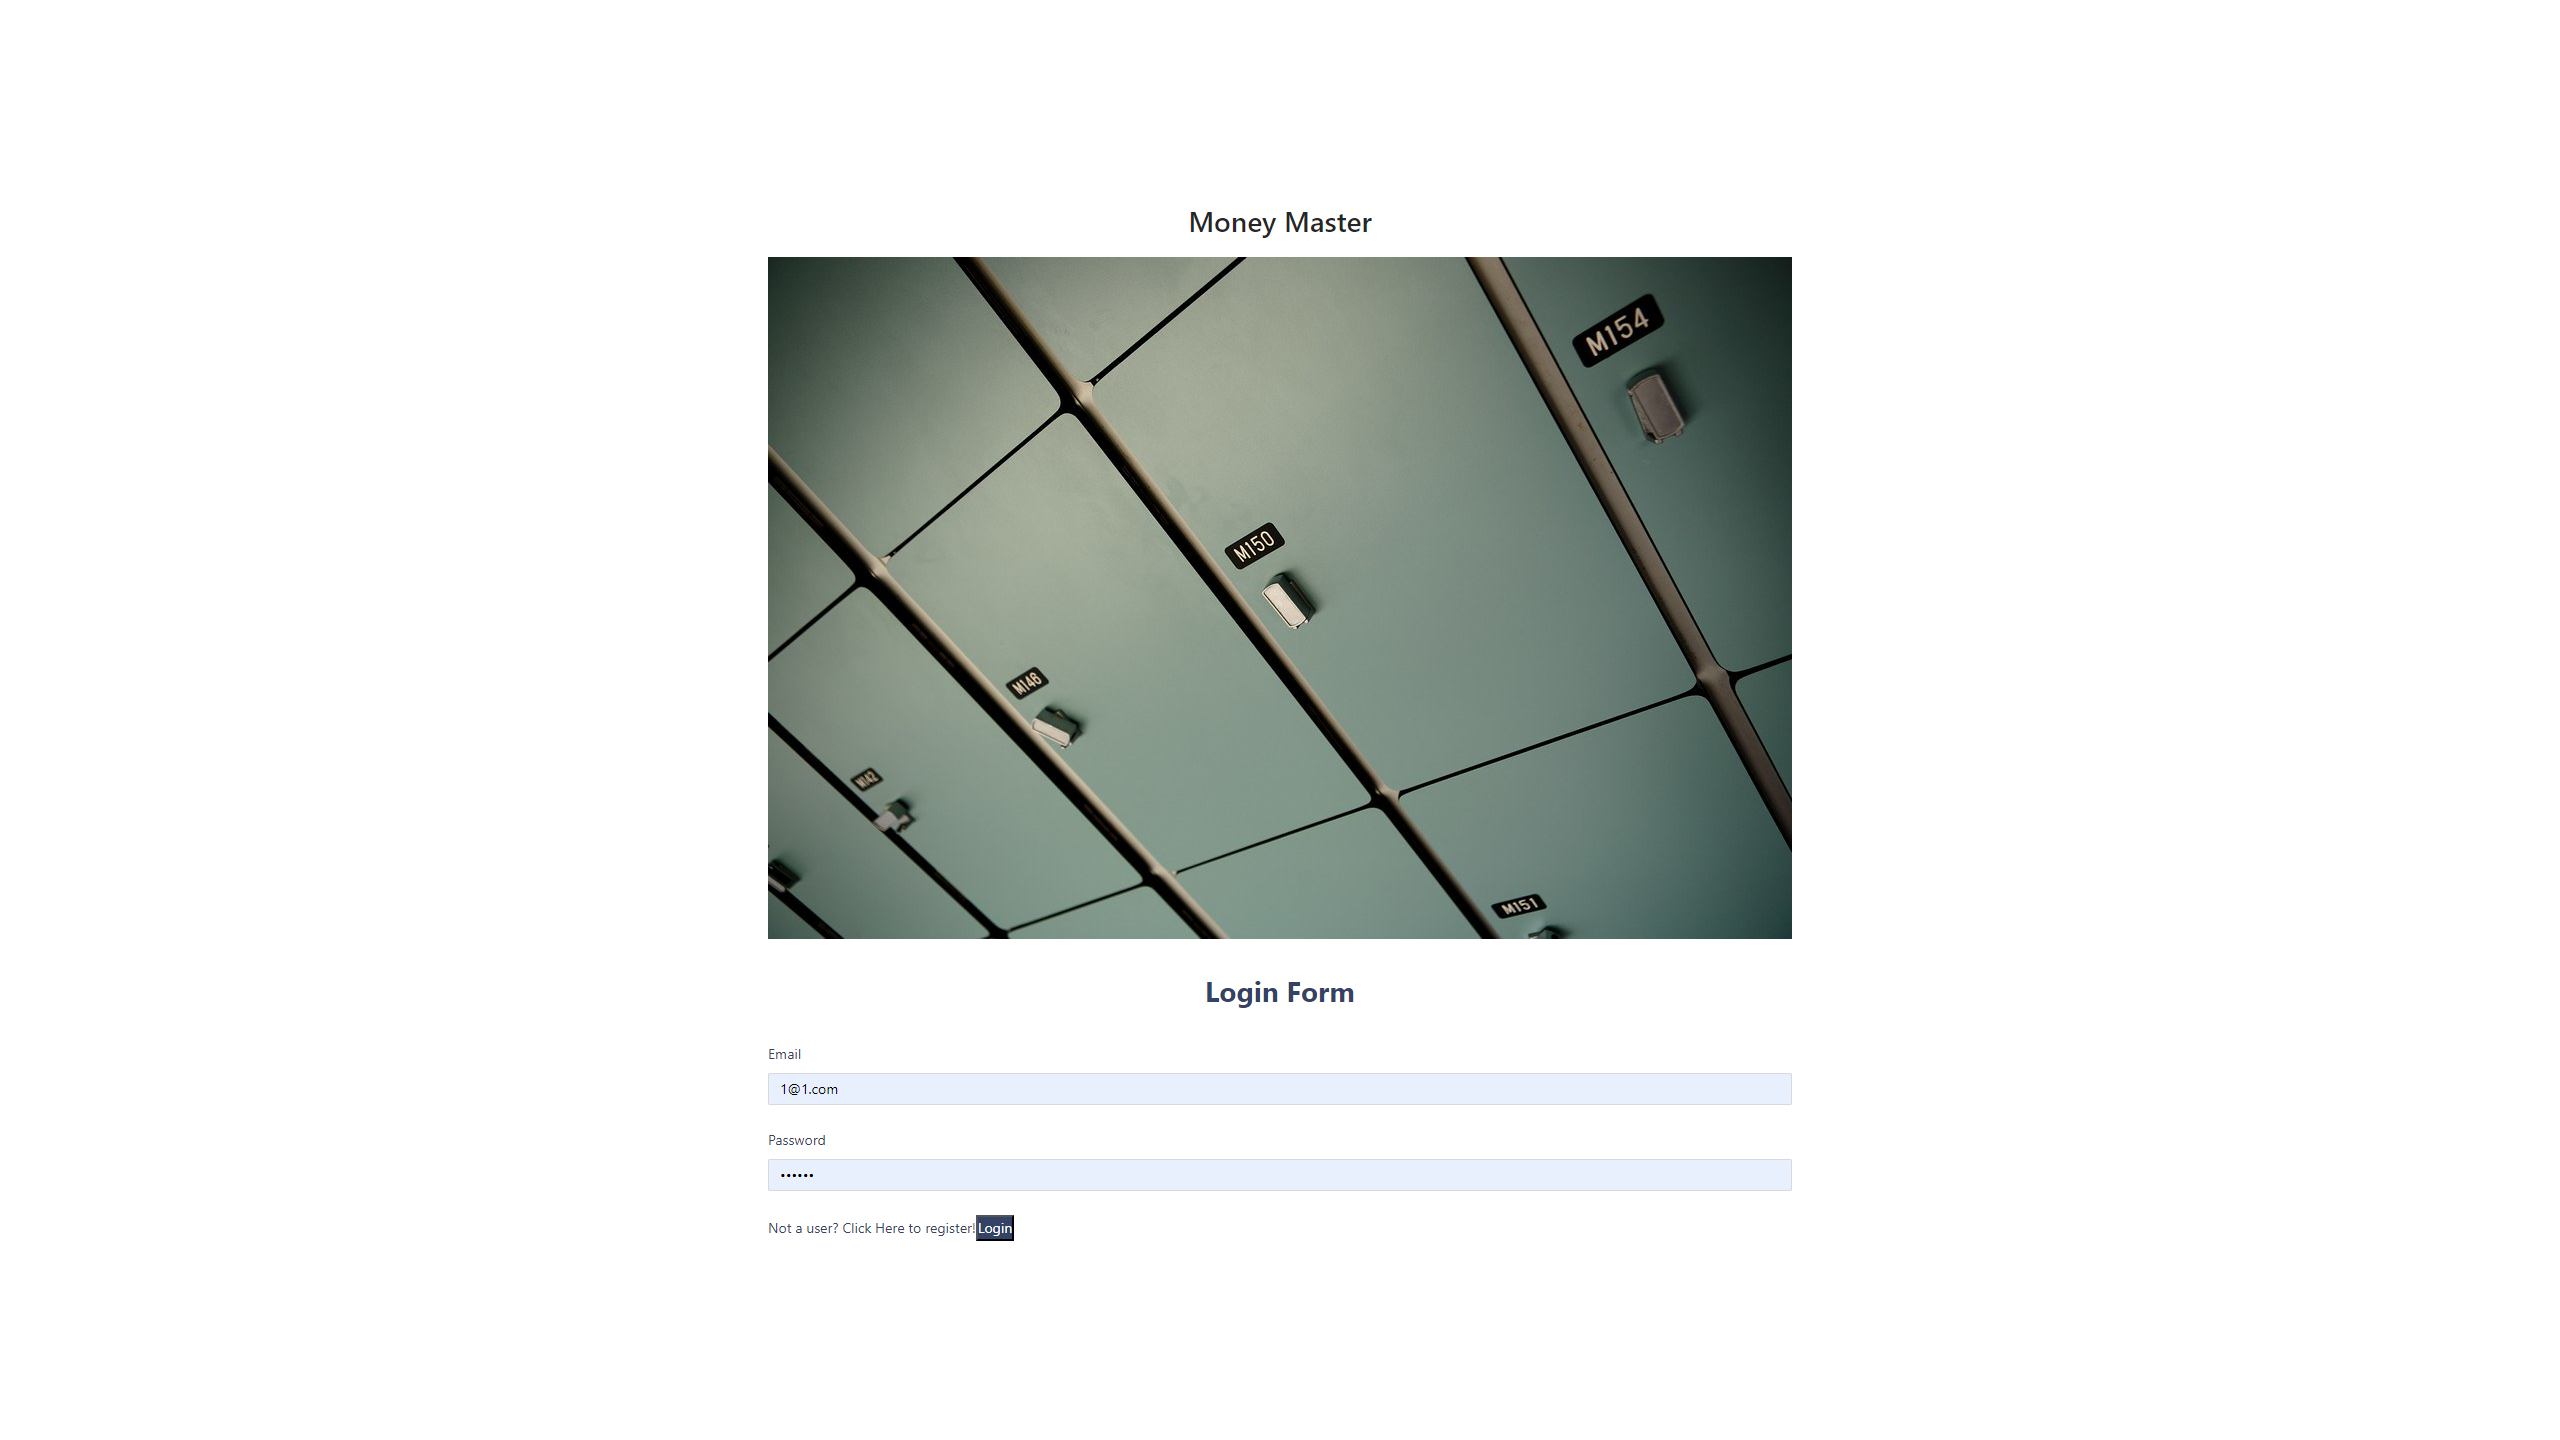 Money Master
M154
M150
M146
M142
M151
Login Form
Email
1@1.com
Password
••••••
Not a user? Click Here to register!
Login